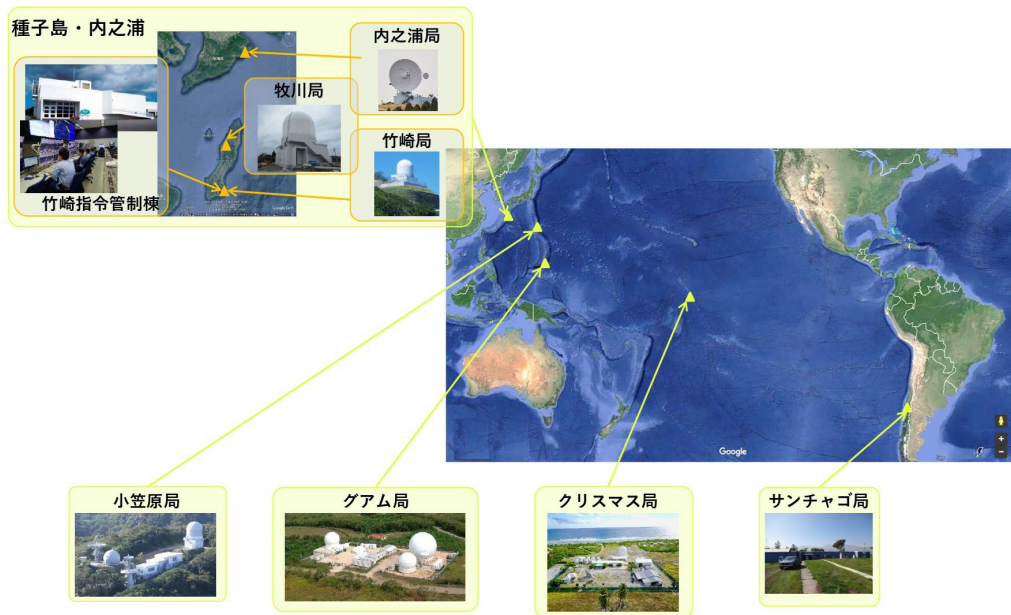 種子島・内之浦
内之浦局
牧川局
竹崎局
竹崎指令管制棟
Google Earth
Google
+
−
小笠原局
グアム局
クリスマス局
サンチャゴ局